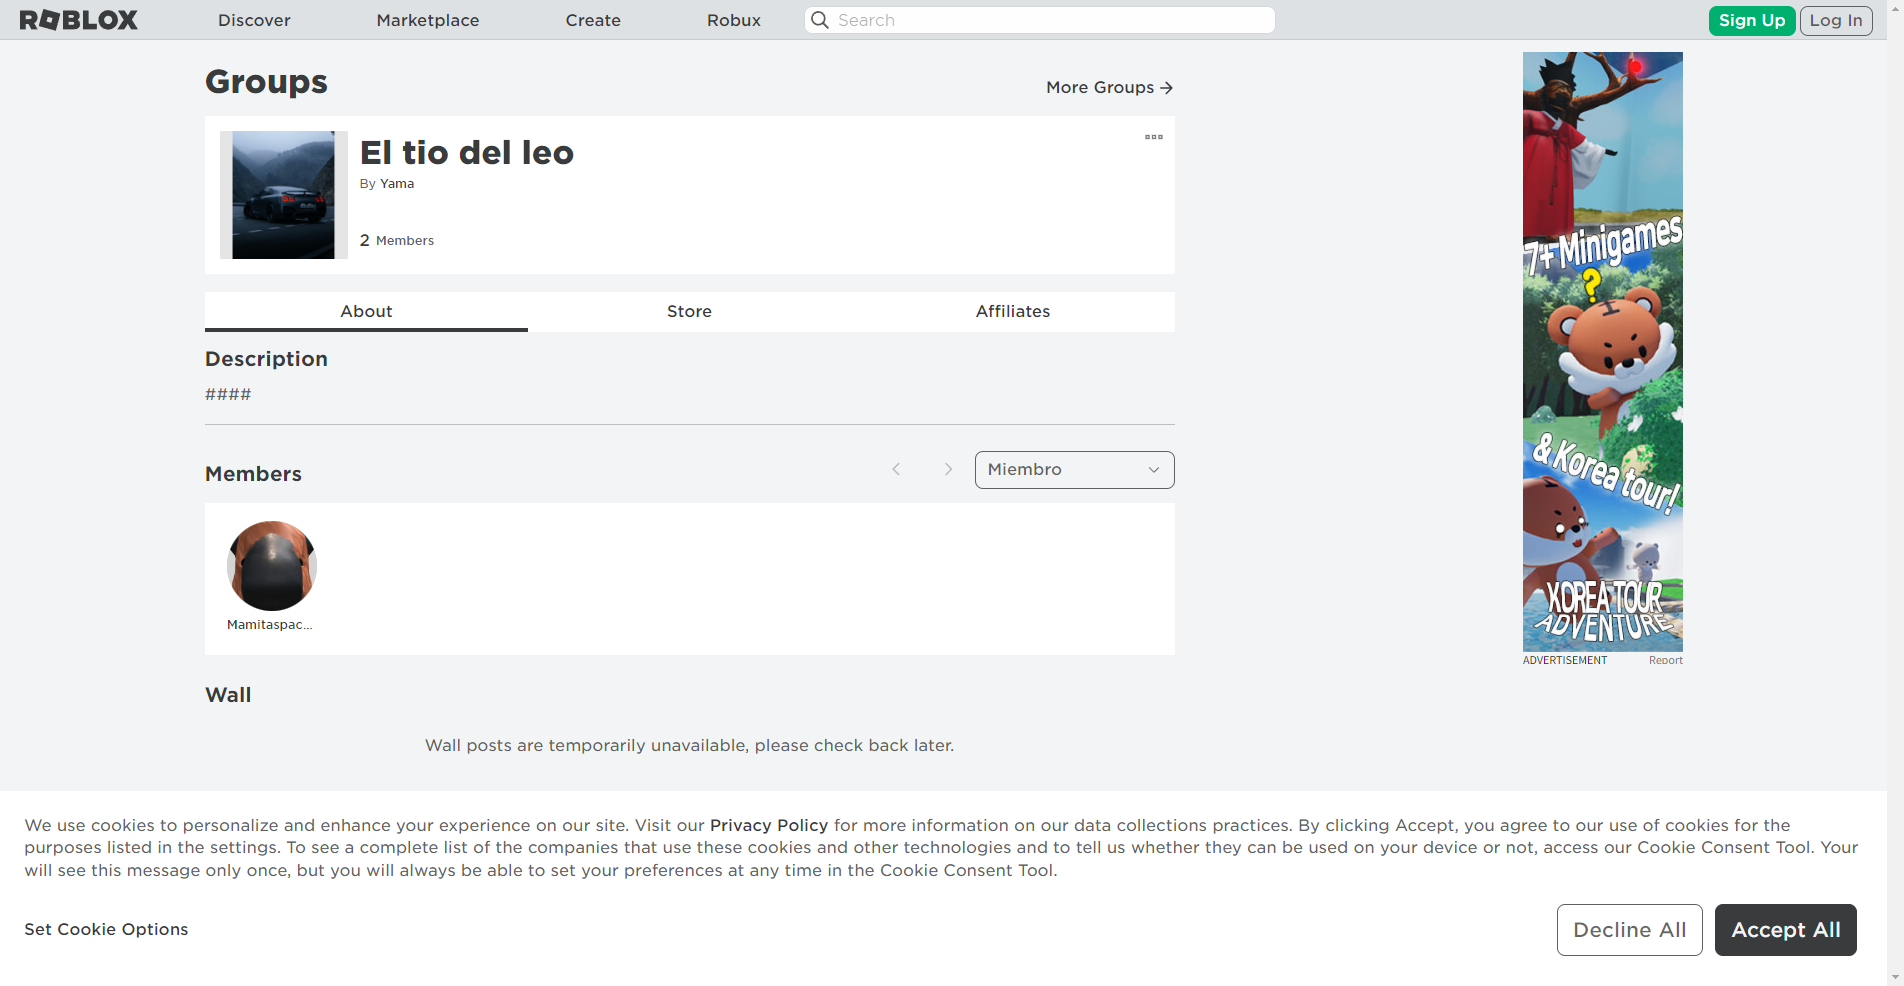 ROBLOX
Discover
Marketplace
Create
Robux
Search
Sign Up
Log In
Groups
More Groups
El tio del leo
By Yama
2 Members
About
Store
Affiliates
Description
####
Members
Miembro
Mamitaspac...
Wall
Wall posts are temporarily unavailable, please check back later.
7+ Minigames
?
& Korea tour!
KOREA TOUR
ADVENTURE
ADVERTISEMENT
Report
We use cookies to personalize and enhance your experience on our site. Visit our Privacy Policy for more information on our data collections practices. By clicking Accept, you agree to our use of cookies for the
purposes listed in the settings. To see a complete list of the companies that use these cookies and other technologies and to tell us whether they can be used on your device or not, access our Cookie Consent Tool. Your
will see this message only once, but you will always be able to set your preferences at any time in the Cookie Consent Tool.
Set Cookie Options
Decline All
Accept All